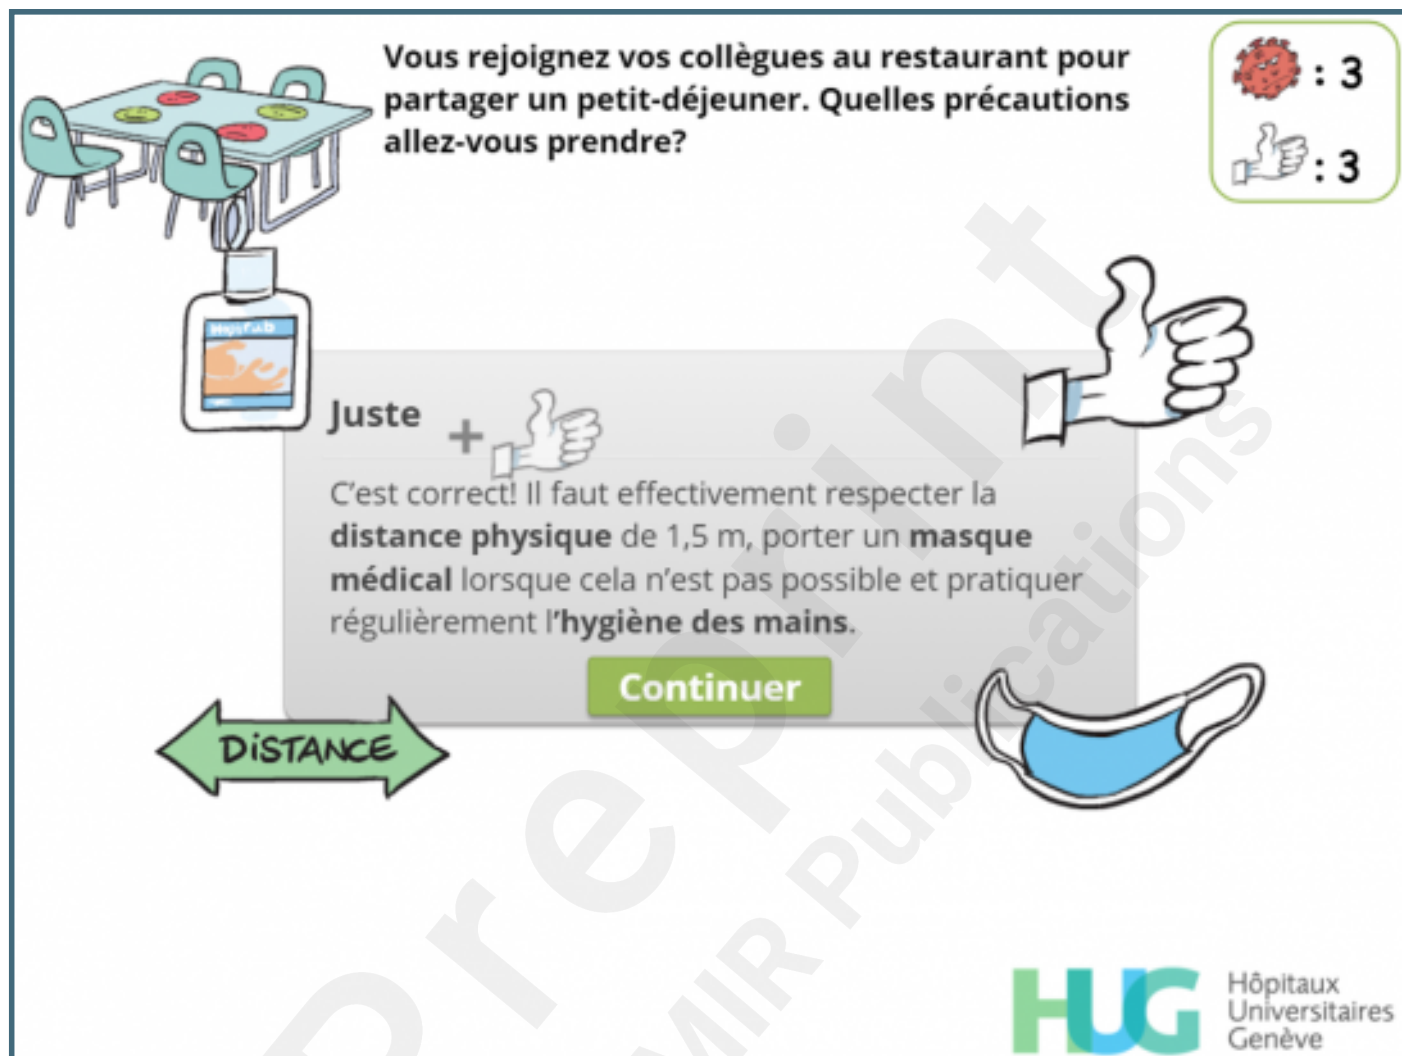 Vous rejoignez vos collègues au restaurant pour
partager un petit-déjeuner. Quelles précautions
allez-vous prendre?
: 3
: 3
Juste +
C'est correct! Il faut effectivement respecter la
distance physique de 1,5 m, porter un masque
médical lorsque cela n'est pas possible et pratiquer
régulièrement l'hygiène des mains.
Continuer
DiSTANCE
Preprint
MIR Publications
HUG
Hôpitaux
Universitaires
Genève